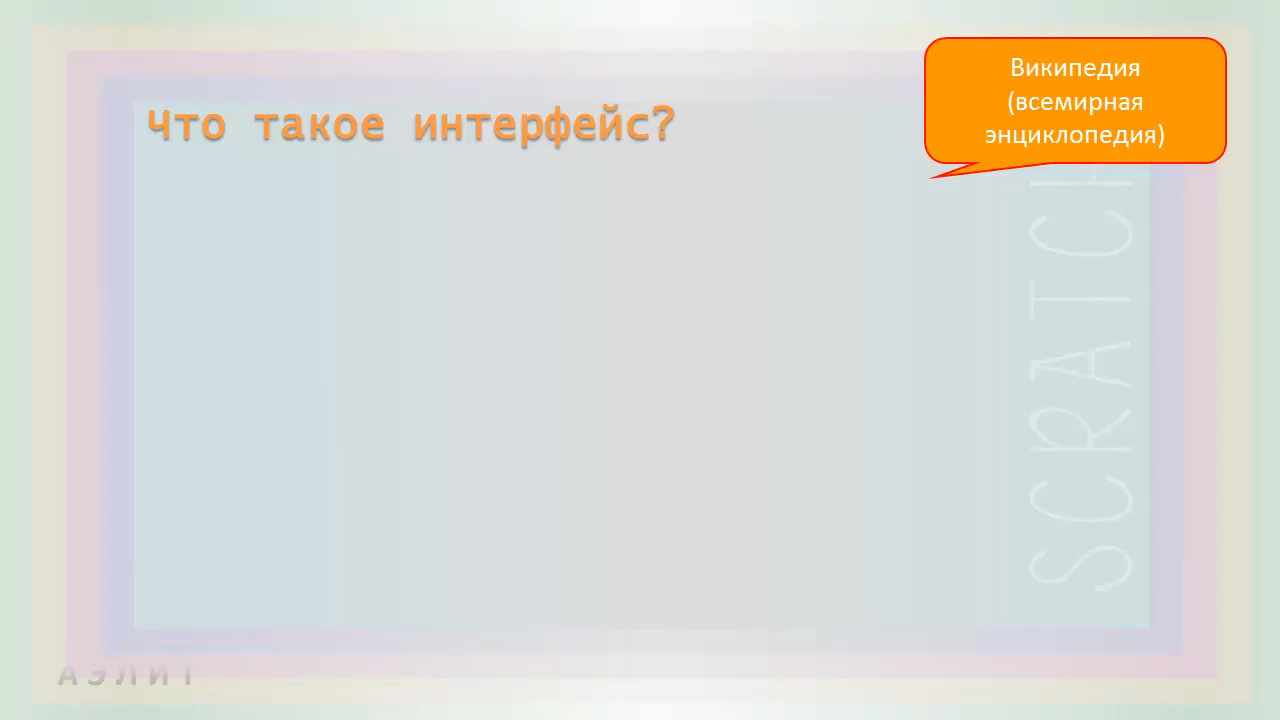 Что такое интерфейс?
Википедия
(всемирная
энциклопедия)
SCRATCH
АЭЛИТ